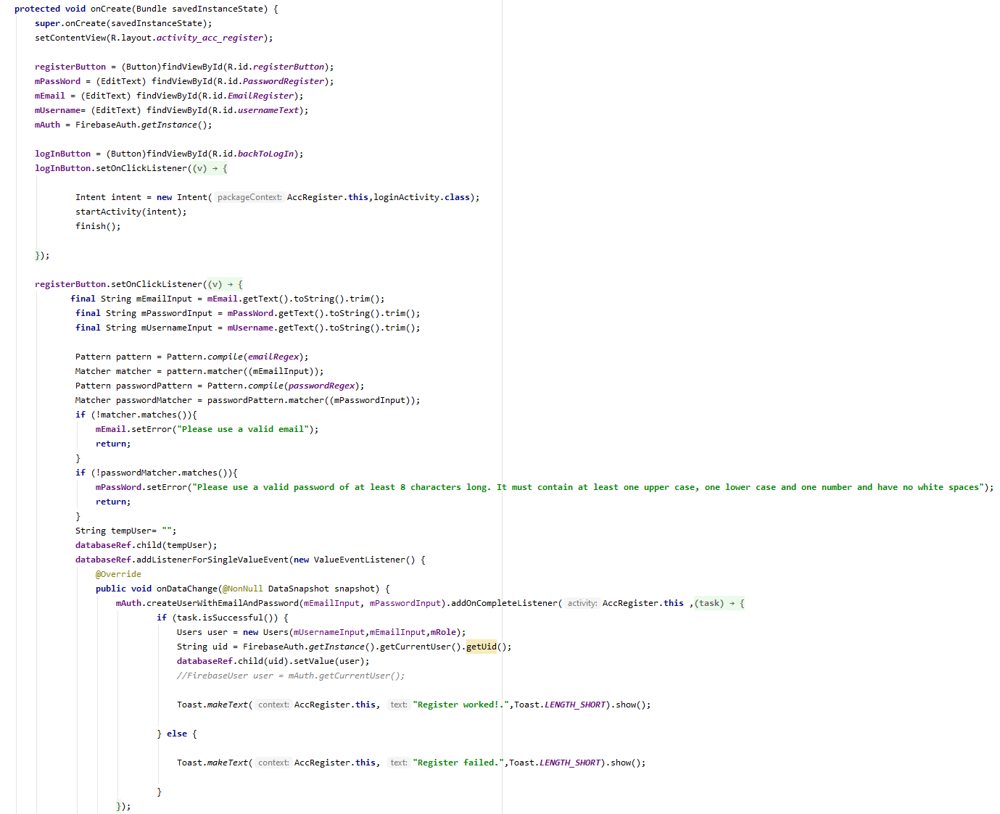 protected void onCreate(Bundle savedInstanceState) {
super.onCreate(savedInstanceState);
setContentView(R.layout.activity_acc_register);
registerButton = (Button)findViewById(R.id.registerButton);
mPassWord = (EditText) findViewById(R.id.PasswordRegister);
mEmail = (EditText) findViewById(R.id.EmailRegister);
mUsername= (EditText) findViewById(R.id.usernameText);
mAuth = FirebaseAuth.getInstance();
logInButton = (Button)findViewById(R.id.backToLogIn);
logInButton.setOnClickListener((v) → {
Intent intent = new Intent( packageContext: AccRegister.this,loginActivity.class);
startActivity(intent);
finish();
});
registerButton.setOnClickListener((v) → {
final String mEmailInput = mEmail.getText().toString().trim();
final String mPasswordInput = mPassWord.getText().toString().trim();
final String mUsernameInput = mUsername.getText().toString().trim();
Pattern pattern = Pattern.compile(emailRegex);
Matcher matcher = pattern.matcher((mEmailInput));
Pattern passwordPattern = Pattern.compile(passwordRegex);
Matcher passwordMatcher = passwordPattern.matcher((mPasswordInput));
if (!matcher.matches()){
mEmail.setError("Please use a valid email");
return;
}
if (!passwordMatcher.matches()){
mPassWord.setError("Please use a valid password of at least 8 characters long. It must contain at least one upper case, one lower case and one number and have no white spaces");
return;
}
String tempUser= "";
databaseRef.child(tempUser);
databaseRef.addListenerForSingleValueEvent(new ValueEventListener() {
@Override
public void onDataChange(@NonNull DataSnapshot snapshot) {
mAuth.createUserWithEmailAndPassword(mEmailInput, mPasswordInput).addOnCompleteListener( activity: AccRegister.this ,(task) → {
if (task.isSuccessful()) {
Users user = new Users(mUsernameInput,mEmailInput,mRole);
String uid = FirebaseAuth.getInstance().getCurrentUser().getUid();
databaseRef.child(uid).setValue(user);
//FirebaseUser user = mAuth.getCurrentUser();
Toast.makeText( context: AccRegister.this, text: "Register worked!.",Toast.LENGTH_SHORT).show();
} else {
Toast.makeText( context: AccRegister.this, text: "Register failed.",Toast.LENGTH_SHORT).show();
}
});